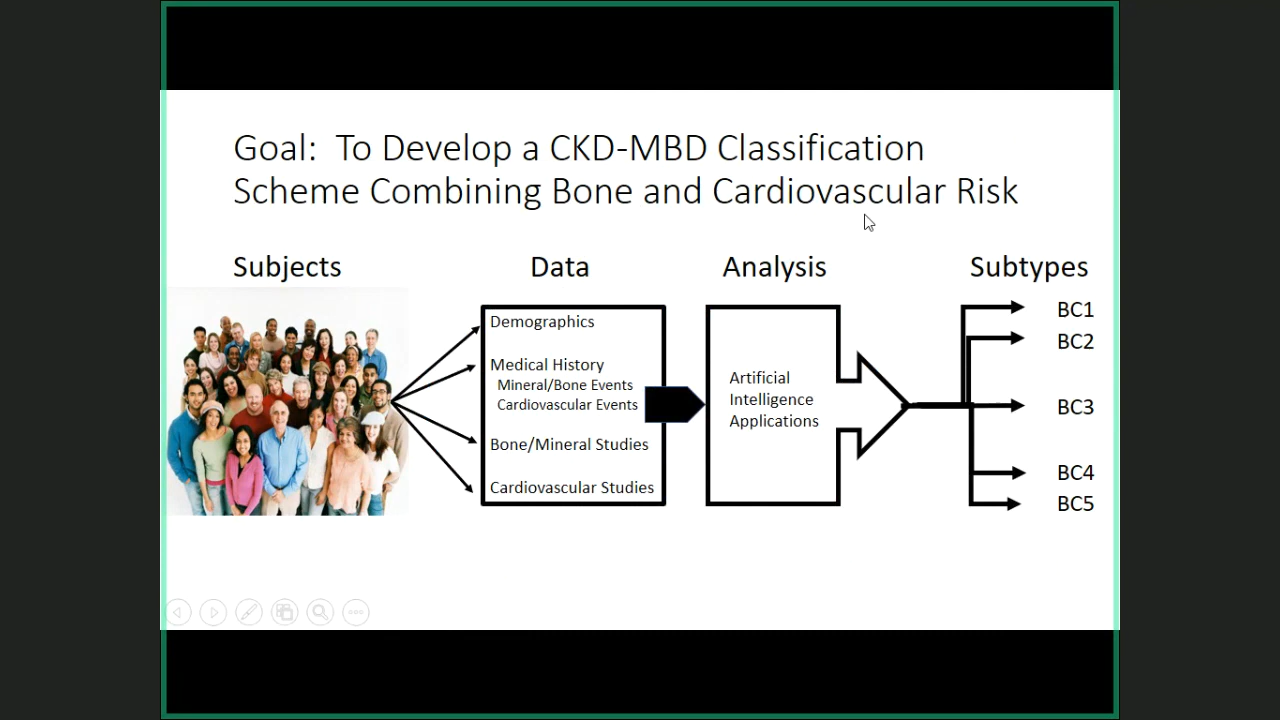 Goal:  To Develop a CKD-MBD Classification
Scheme Combining Bone and Cardiovascular Risk
Subjects
Data
Analysis
Subtypes
Demographics
Medical History
Mineral/Bone Events
Cardiovascular Events
Bone/Mineral Studies
Cardiovascular Studies
Artificial
Intelligence
Applications
BC1
BC2
BC3
BC4
BC5